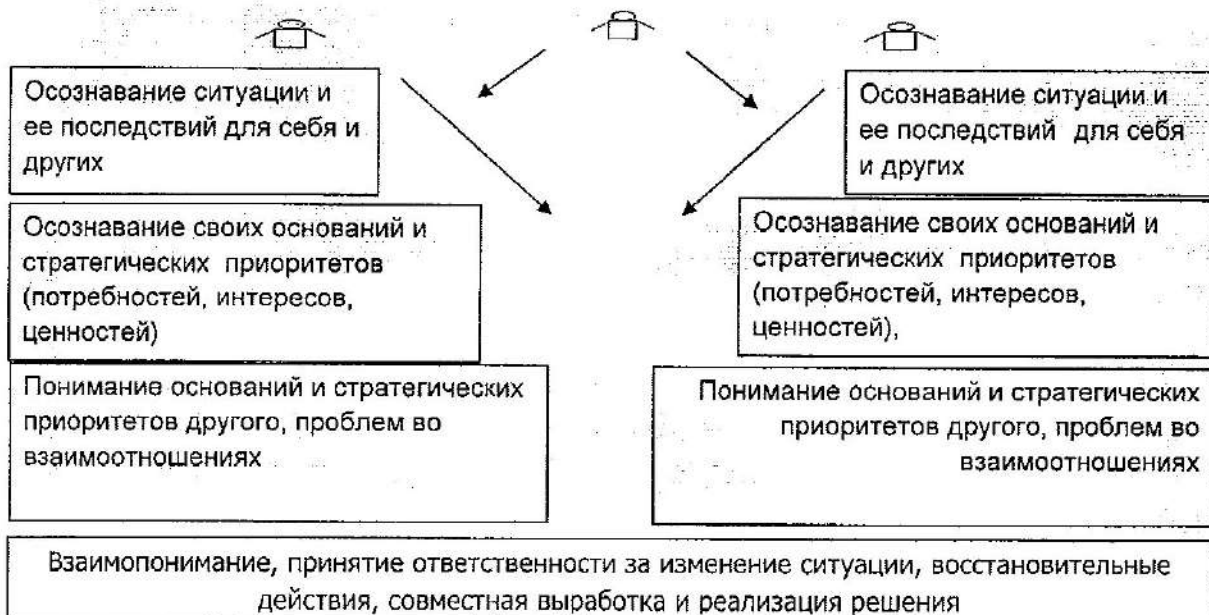 Осознавание ситуации и
ее последствий для себя и
других
Осознавание ситуации и
ее последствий для себя
и других
Осознавание своих оснований и
стратегических приоритетов
(потребностей, интересов,
ценностей)
Осознавание своих оснований и
стратегических приоритетов
(потребностей, интересов,
ценностей),
Понимание оснований и стратегических
приоритетов другого, проблем во
взаимоотношениях
Понимание оснований и стратегических
приоритетов другого, проблем во
взаимоотношениях
Взаимопонимание, принятие ответственности за изменение ситуации, восстановительные
действия, совместная выработка и реализация решения